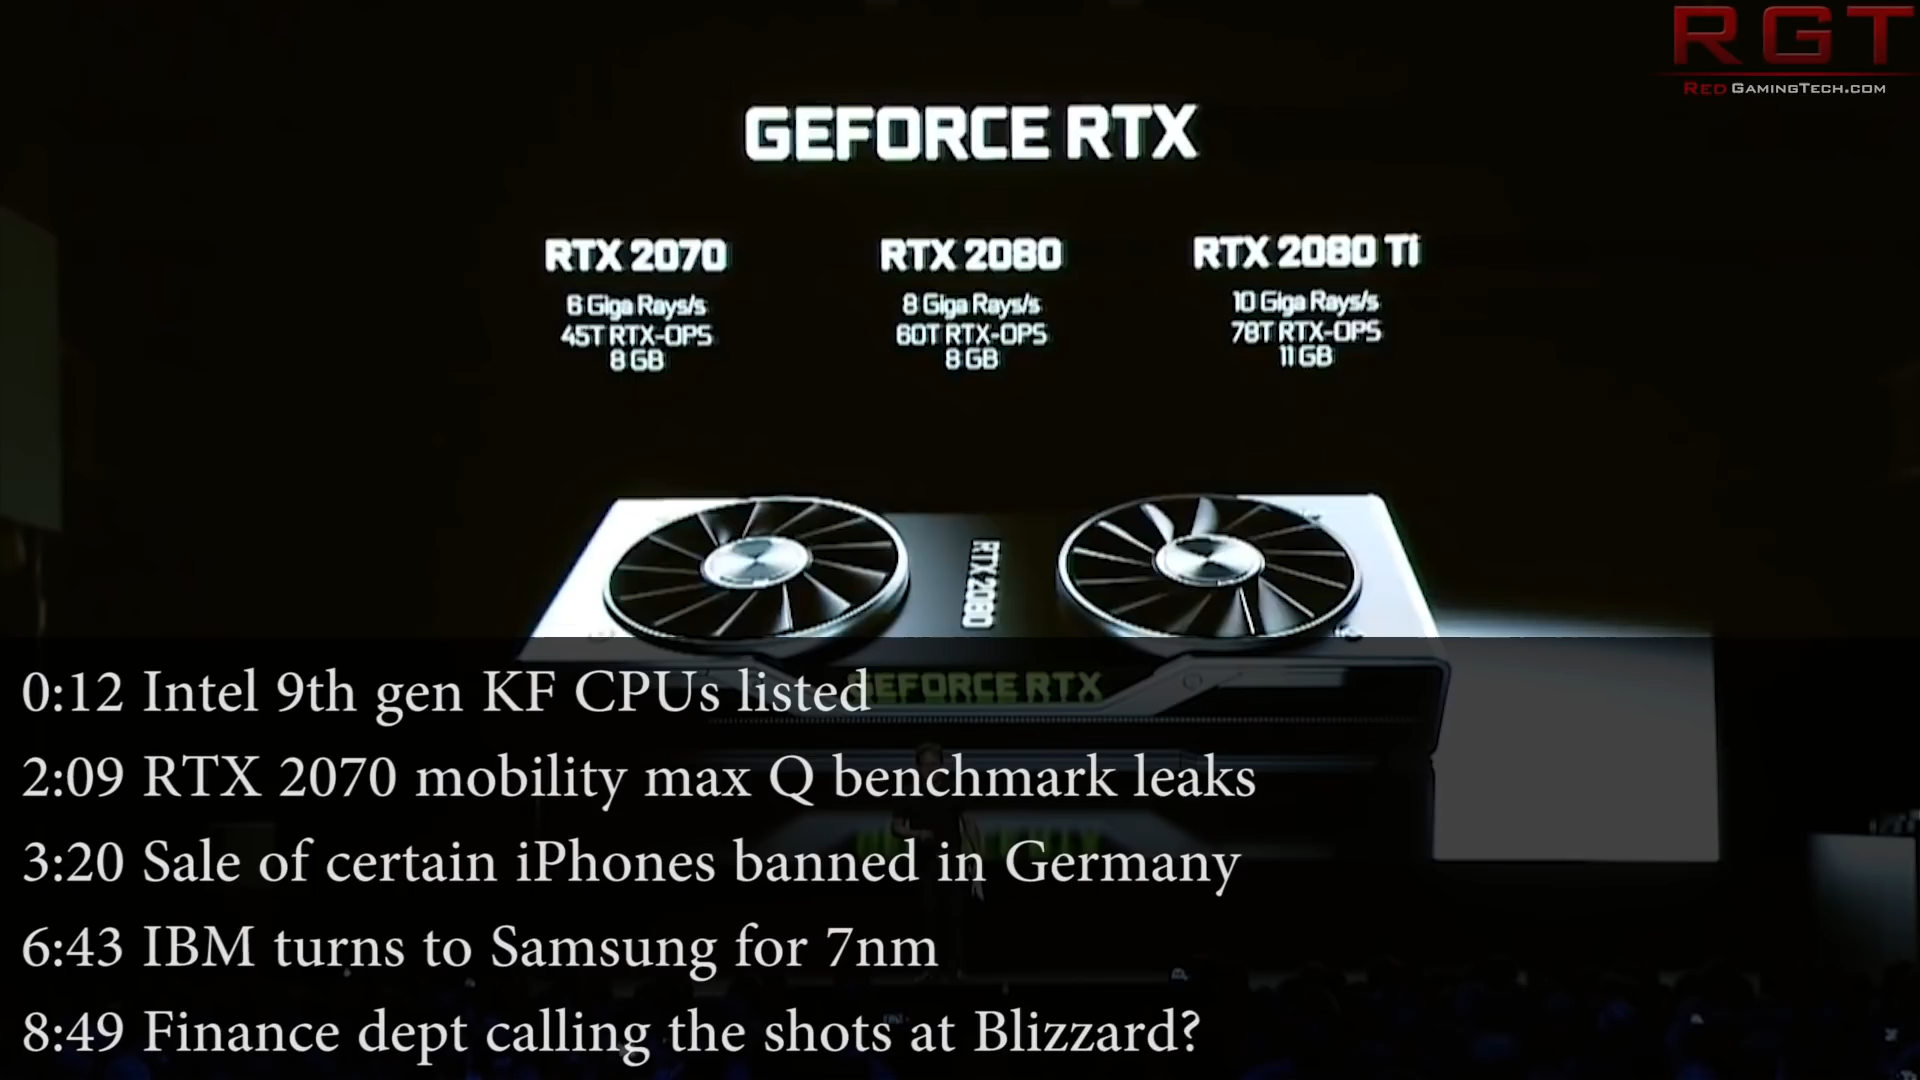 RGT
RED GAMINGTECH.COM
GEFORCE RTX
RTX 2070
6 Giga Rays/s
45T RTX-OPS
8 GB
RTX 2080
8 Giga Rays/s
60T RTX-OPS
8 GB
RTX 2080 Ti
10 Giga Rays/s
78T RTX-OPS
11 GB
RTX 2080
GEFORCE RTX
0:12 Intel 9th gen KF CPUs listed
2:09 RTX 2070 mobility max Q benchmark leaks
3:20 Sale of certain iPhones banned in Germany
6:43 IBM turns to Samsung for 7nm
8:49 Finance dept calling the shots at Blizzard?